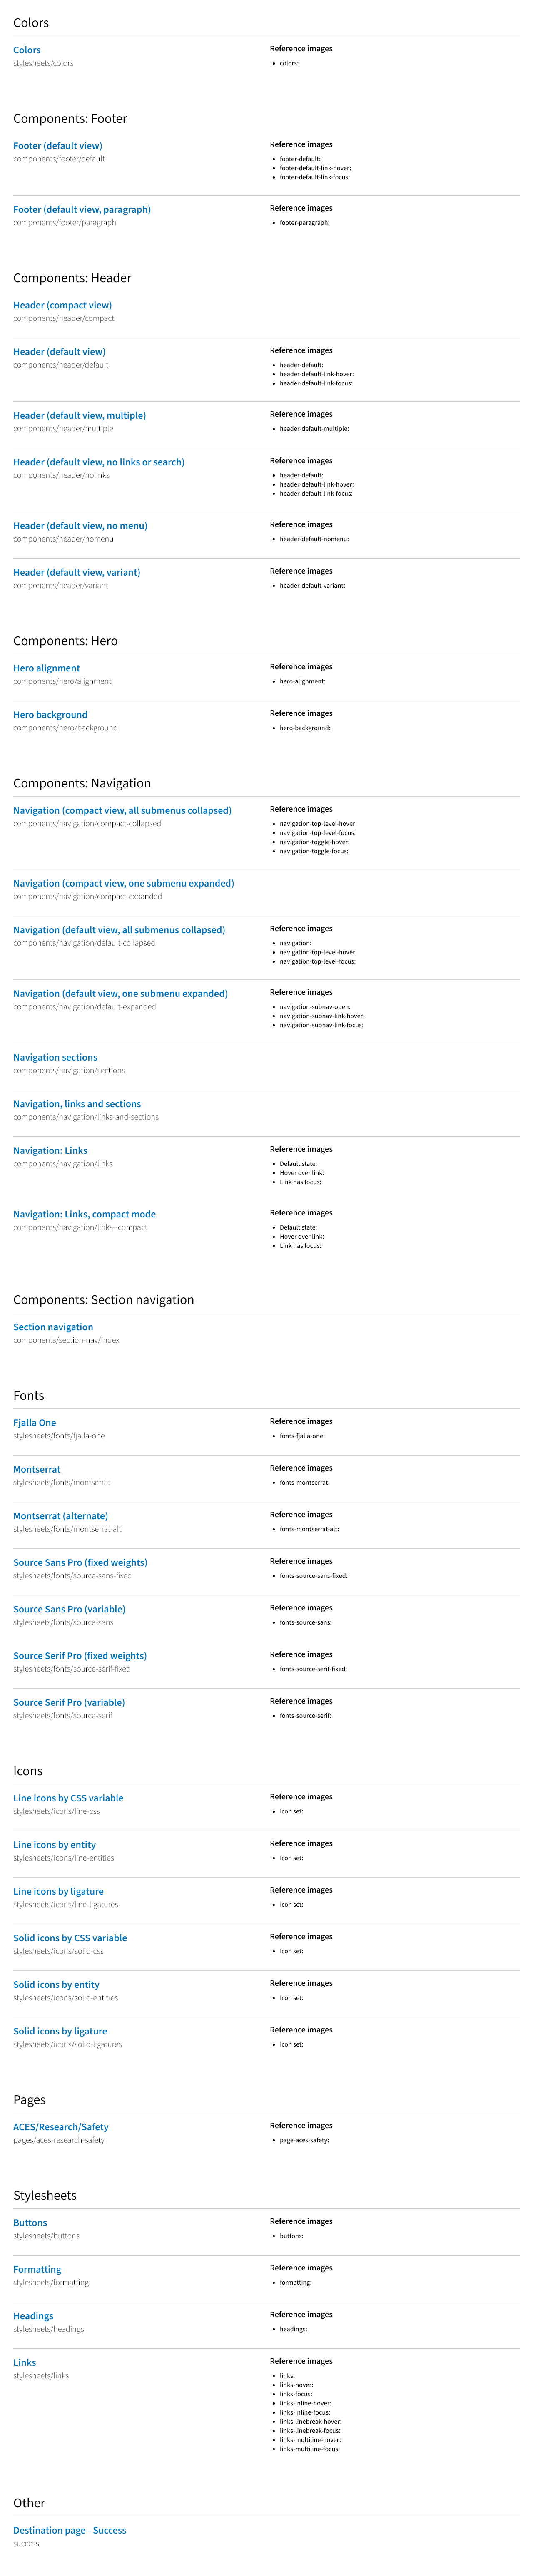 Colors
Colors
stylesheets/colors
Reference images
colors:
Components: Footer
Footer (default view)
components/footer/default
Reference images
footer-default:
footer-default-link-hover:
footer-default-link-focus:
Footer (default view, paragraph)
components/footer/paragraph
Reference images
footer-paragraph:
Components: Header
Header (compact view)
components/header/compact
Header (default view)
components/header/default
Reference images
header-default:
header-default-link-hover:
header-default-link-focus:
Header (default view, multiple)
components/header/multiple
Reference images
header-default-multiple:
Header (default view, no links or search)
components/header/nolinks
Reference images
header-default:
header-default-link-hover:
header-default-link-focus:
Header (default view, no menu)
components/header/nomenu
Reference images
header-default-nomenu:
Header (default view, variant)
components/header/variant
Reference images
header-default-variant:
Components: Hero
Hero alignment
components/hero/alignment
Reference images
hero-alignment:
Hero background
components/hero/background
Reference images
hero-background:
Components: Navigation
Navigation (compact view, all submenus collapsed)
components/navigation/compact-collapsed
Reference images
navigation-top-level-hover:
navigation-top-level-focus:
navigation-toggle-hover:
navigation-toggle-focus:
Navigation (compact view, one submenu expanded)
components/navigation/compact-expanded
Navigation (default view, all submenus collapsed)
components/navigation/default-collapsed
Reference images
navigation:
navigation-top-level-hover:
navigation-top-level-focus:
Navigation (default view, one submenu expanded)
components/navigation/default-expanded
Reference images
navigation-subnav-open:
navigation-subnav-link-hover:
navigation-subnav-link-focus:
Navigation sections
components/navigation/sections
Navigation, links and sections
components/navigation/links-and-sections
Navigation: Links
components/navigation/links
Reference images
Default state:
Hover over link:
Link has focus:
Navigation: Links, compact mode
components/navigation/links--compact
Reference images
Default state:
Hover over link:
Link has focus:
Components: Section navigation
Section navigation
components/section-nav/index
Fonts
Fjalla One
stylesheets/fonts/fjalla-one
Reference images
fonts-fjalla-one:
Montserrat
stylesheets/fonts/montserrat
Reference images
fonts-montserrat:
Montserrat (alternate)
stylesheets/fonts/montserrat-alt
Reference images
fonts-montserrat-alt:
Source Sans Pro (fixed weights)
stylesheets/fonts/source-sans-fixed
Reference images
fonts-source-sans-fixed:
Source Sans Pro (variable)
stylesheets/fonts/source-sans
Reference images
fonts-source-sans:
Source Serif Pro (fixed weights)
stylesheets/fonts/source-serif-fixed
Reference images
fonts-source-serif-fixed:
Source Serif Pro (variable)
stylesheets/fonts/source-serif
Reference images
fonts-source-serif:
Icons
Line icons by CSS variable
stylesheets/icons/line-css
Reference images
Icon set:
Line icons by entity
stylesheets/icons/line-entities
Reference images
Icon set:
Line icons by ligature
stylesheets/icons/line-ligatures
Reference images
Icon set:
Solid icons by CSS variable
stylesheets/icons/solid-css
Reference images
Icon set:
Solid icons by entity
stylesheets/icons/solid-entities
Reference images
Icon set:
Solid icons by ligature
stylesheets/icons/solid-ligatures
Reference images
Icon set:
Pages
ACES/Research/Safety
pages/aces-research-safety
Reference images
page-aces-safety:
Stylesheets
Buttons
stylesheets/buttons
Reference images
buttons:
Formatting
stylesheets/formatting
Reference images
formatting:
Headings
stylesheets/headings
Reference images
headings:
Links
stylesheets/links
Reference images
links:
links-hover:
links-focus:
links-inline-hover:
links-inline-focus:
links-linebreak-hover:
links-linebreak-focus:
links-multiline-hover:
links-multiline-focus:
Other
Destination page - Success
success